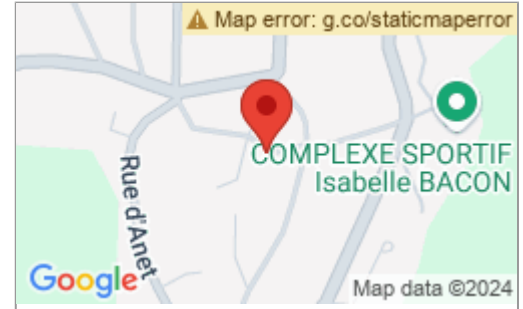 Map error: g.co/staticmaperror
COMPLEXE SPORTIF
Isabelle BACON
Rue d'Anet
Google
Map data ©2024